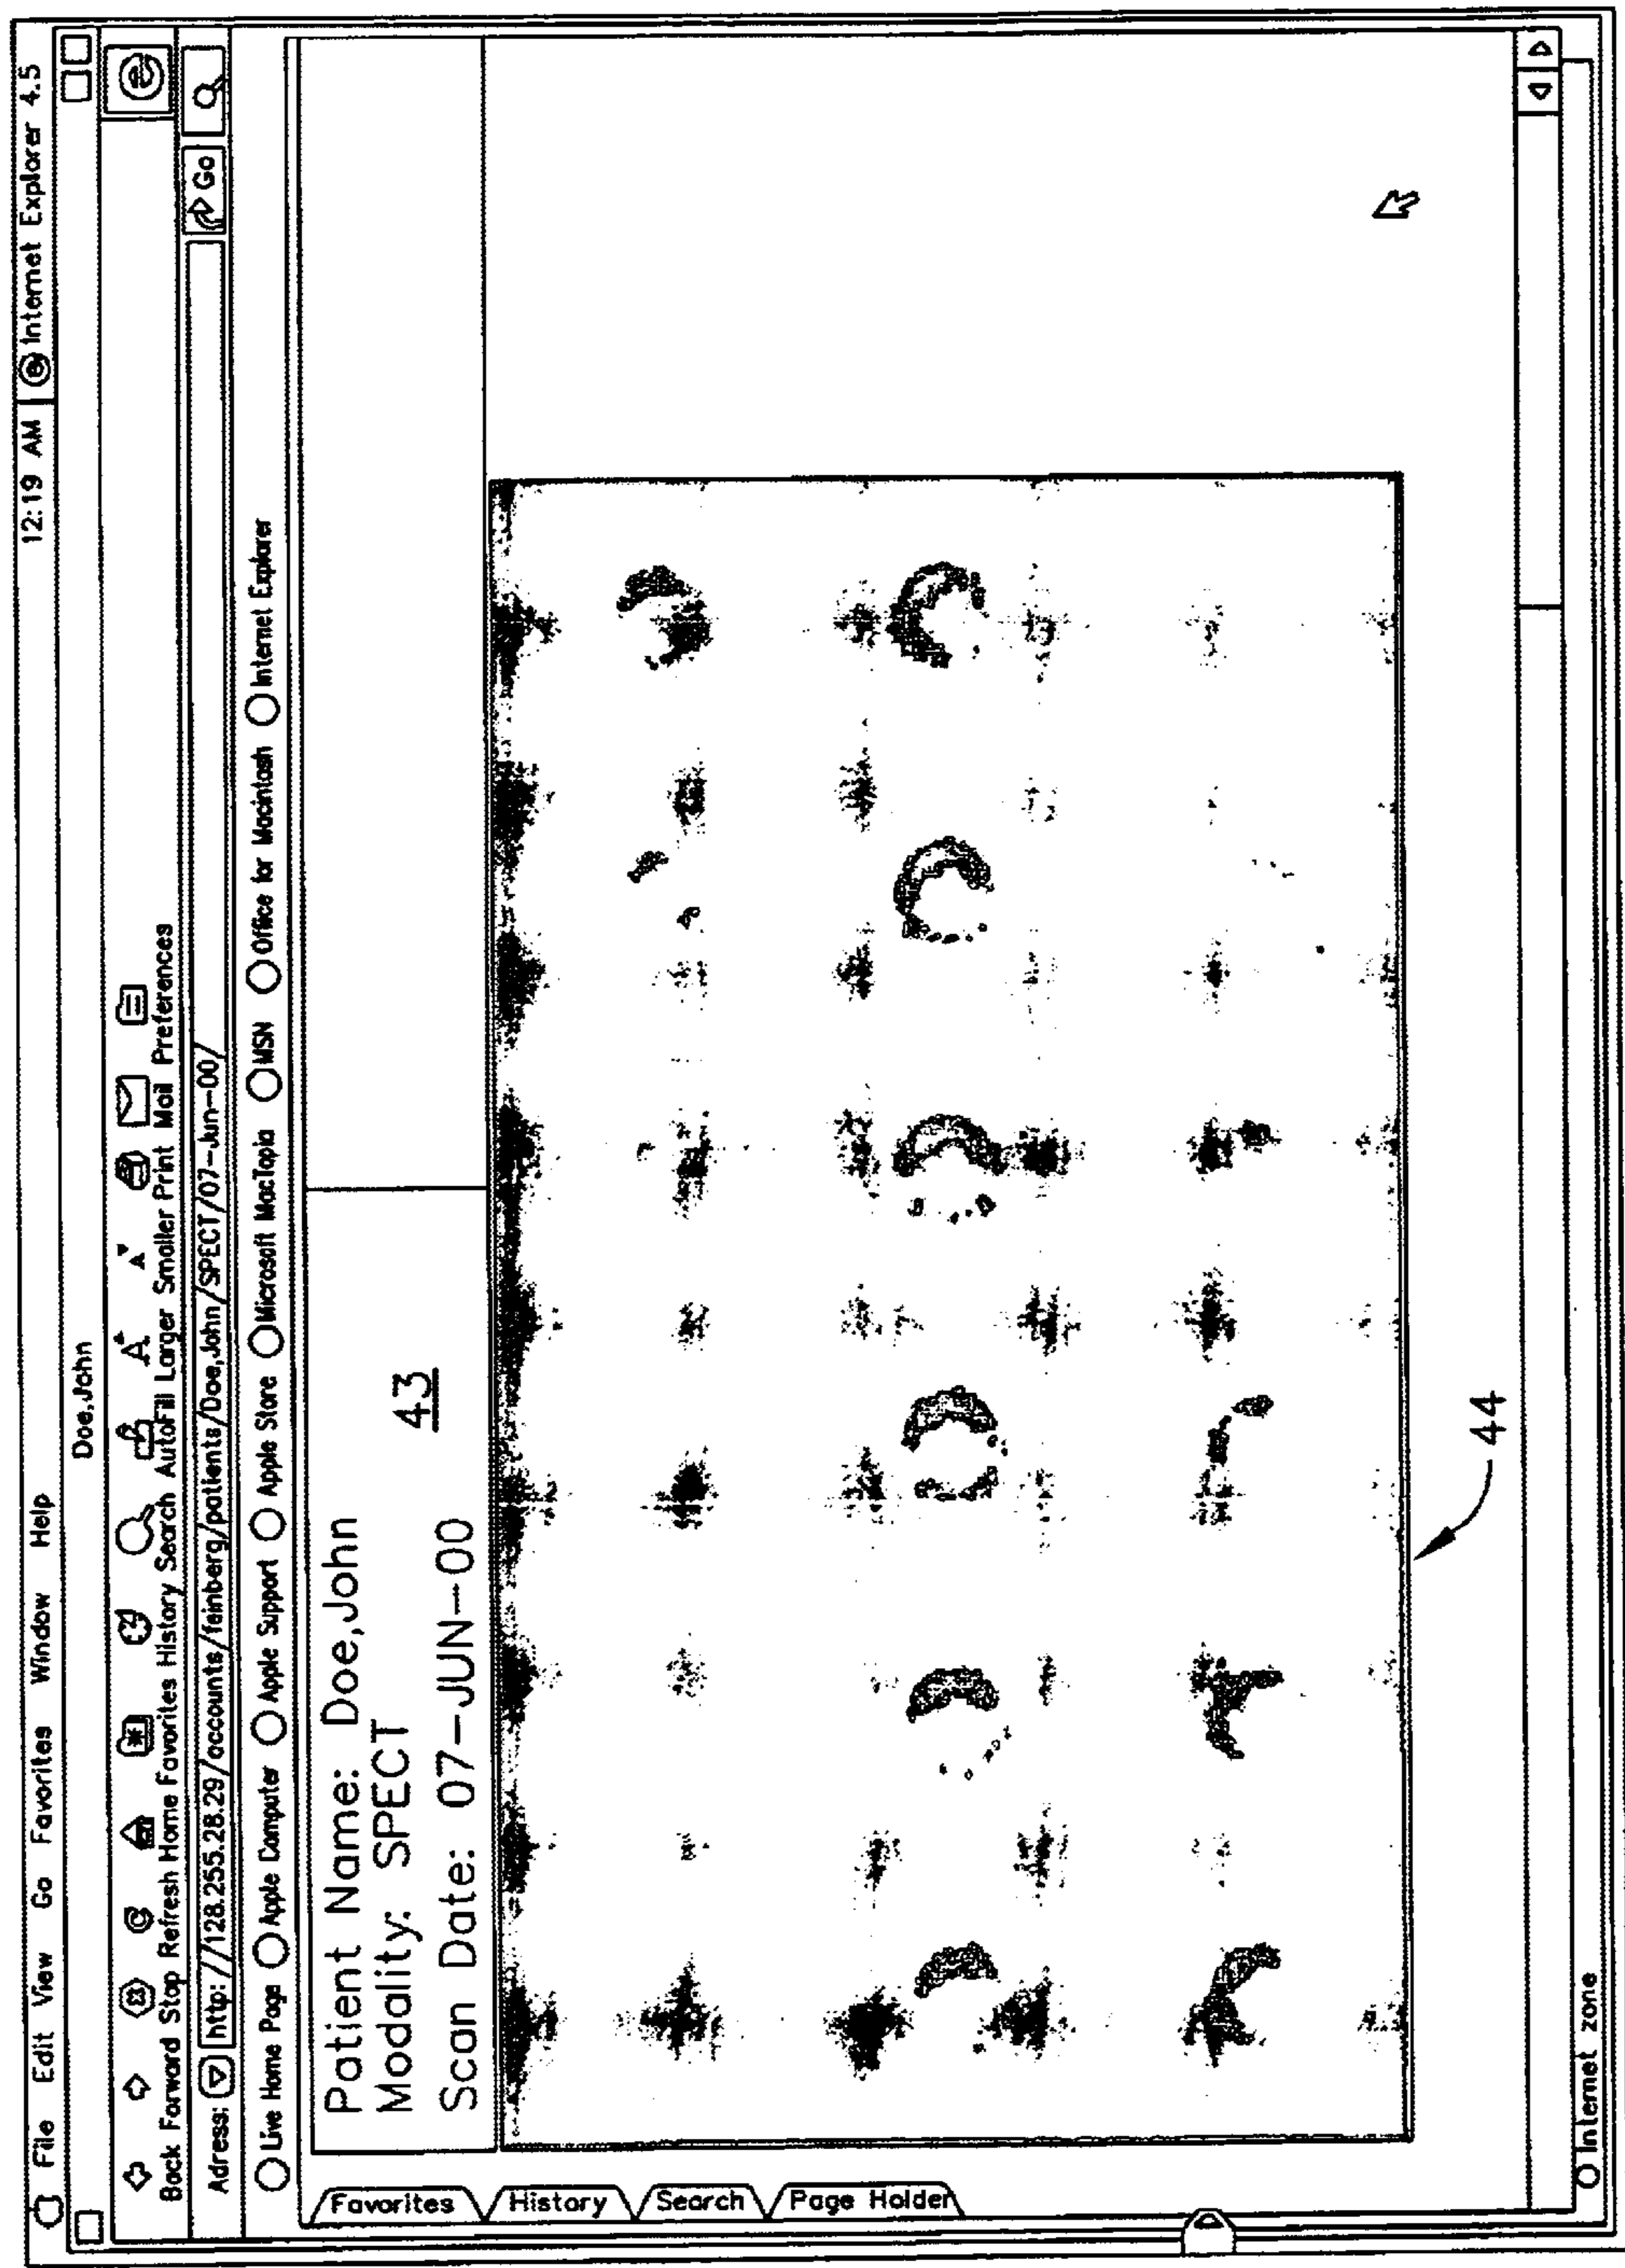 File Edit View Go Favorites Window Help 12:19 AM Internet Explorer 4.5
Doe,John
Back Forward Stop Refresh Home Favorites History Search AutoFill Larger Smaller Print Mail Preferences
Adress: http://128.255.28.29/accounts/feinberg/patients/Doe,John/SPECT/07-Jun-00/ Go
Live Home Page Apple Computer Apple Support Apple Store Microsoft MacTopia MSN Office for Macintosh Internet Explorer
Favorites
History
Search
Page Holder
Patient Name: Doe,John
Modality: SPECT
Scan Date: 07-JUN-00
43
44
Internet zone